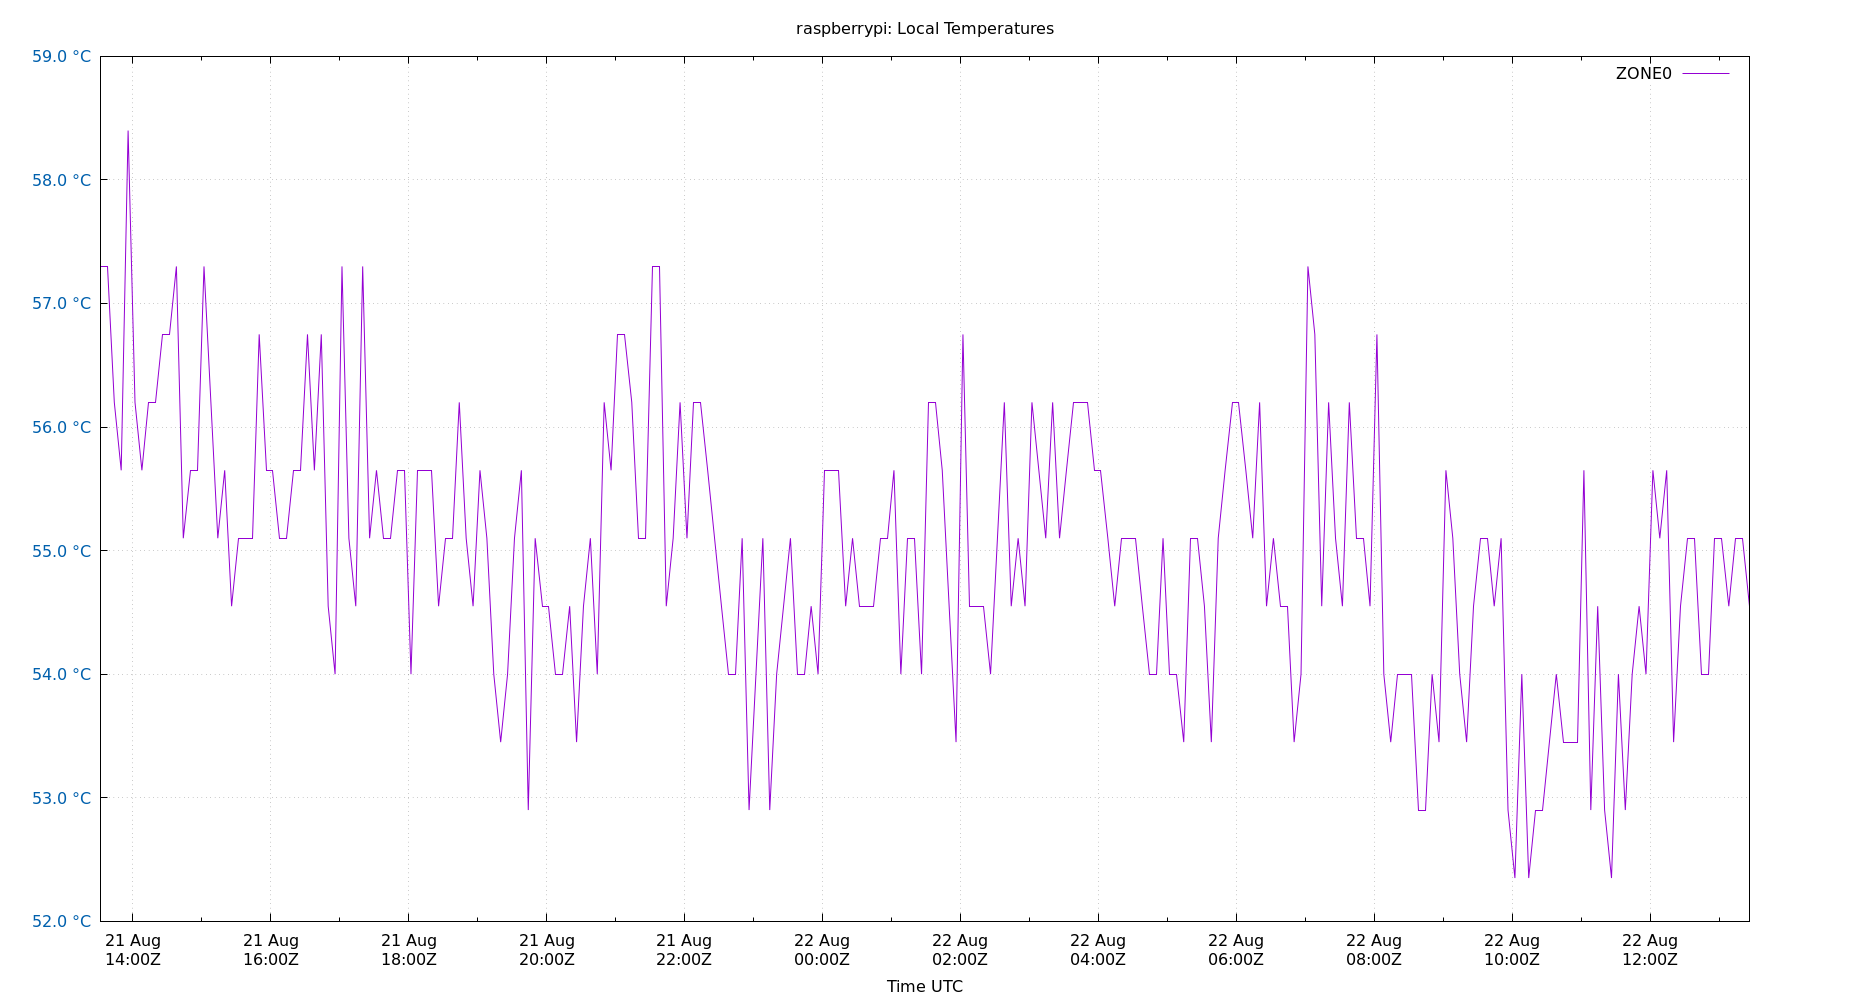 raspberrypi: Local Temperatures
59.0 °C
ZONE0
58.0 °C
57.0 °C
56.0 °C
55.0 °C
54.0 °C
53.0 °C
52.0 °C
21 Aug 21 Aug 21 Aug 21 Aug 21 Aug 22 Aug 22 Aug 22 Aug 22 Aug 22 Aug 22 Aug 22 Aug
14:00Z 16:00Z 18:00Z 20:00Z 22:00Z 00:00Z 02:00Z 04:00Z 06:00Z 08:00Z 10:00Z 12:00Z
Time UTC